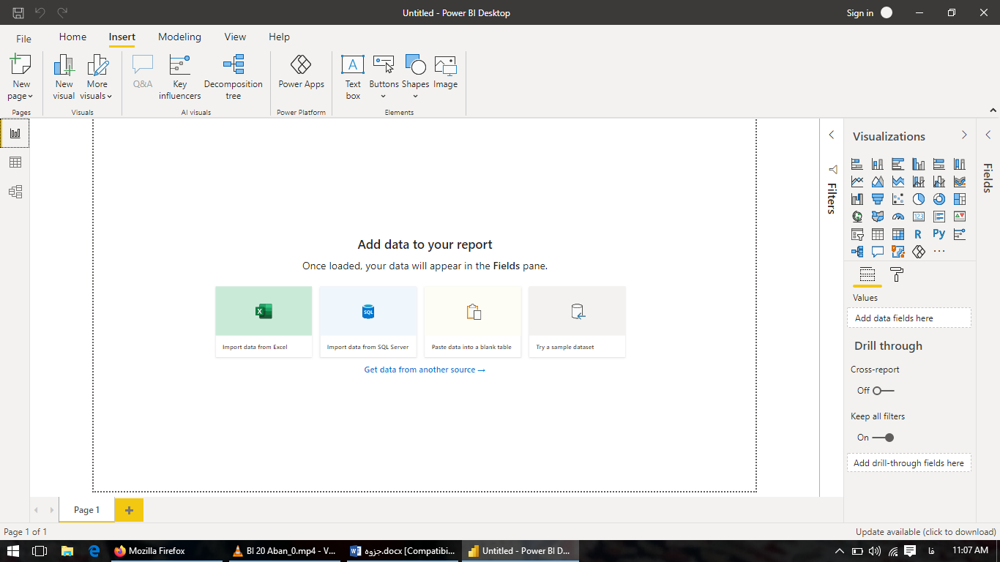 Untitled - Power BI Desktop
Sign in
File
Home
Insert
Modeling
View
Help
New page
New visual
More visuals
Q&A
Key influencers
Decomposition tree
Power Apps
Text box
Buttons
Shapes
Image
Pages
Visuals
AI visuals
Power Platform
Elements
Add data to your report
Once loaded, your data will appear in the Fields pane.
Import data from Excel
SQL
Import data from SQL Server
Paste data into a blank table
Try a sample dataset
Get data from another source →
Filters
Visualizations
123
R
Py
...
Values
Add data fields here
Drill through
Cross-report
Off
Keep all filters
On
Add drill-through fields here
Fields
Page 1
Page 1 of 1
Update available (click to download)
Mozilla Firefox
BI 20 Aban_0.mp4 - V...
جزوه.docx [Compatibi...
Untitled - Power BI D...
فا
11:07 AM